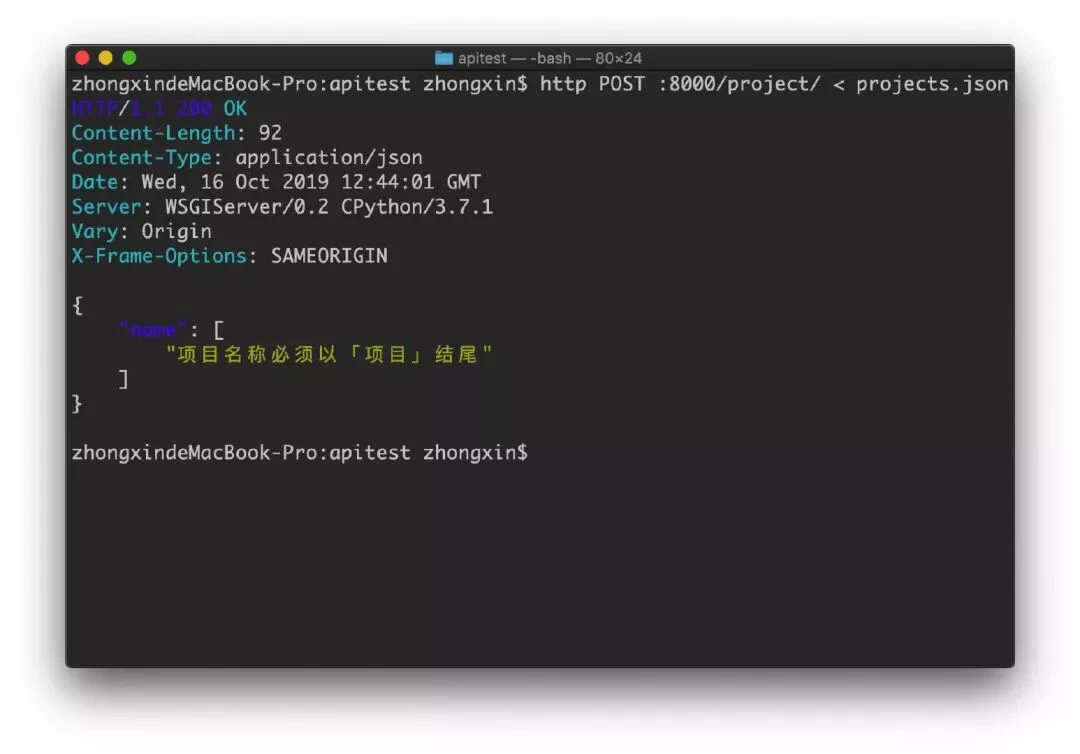 apitest — -bash — 80×24
zhongxindeMacBook-Pro:apitest zhongxin$ http POST :8000/project/ < projects.json
HTTP/1.1 200 OK
Content-Length: 92
Content-Type: application/json
Date: Wed, 16 Oct 2019 12:44:01 GMT
Server: WSGIServer/0.2 CPython/3.7.1
Vary: Origin
X-Frame-Options: SAMEORIGIN
{
"name": [
"项目名称必须以「项目」结尾"
]
}
zhongxindeMacBook-Pro:apitest zhongxin$